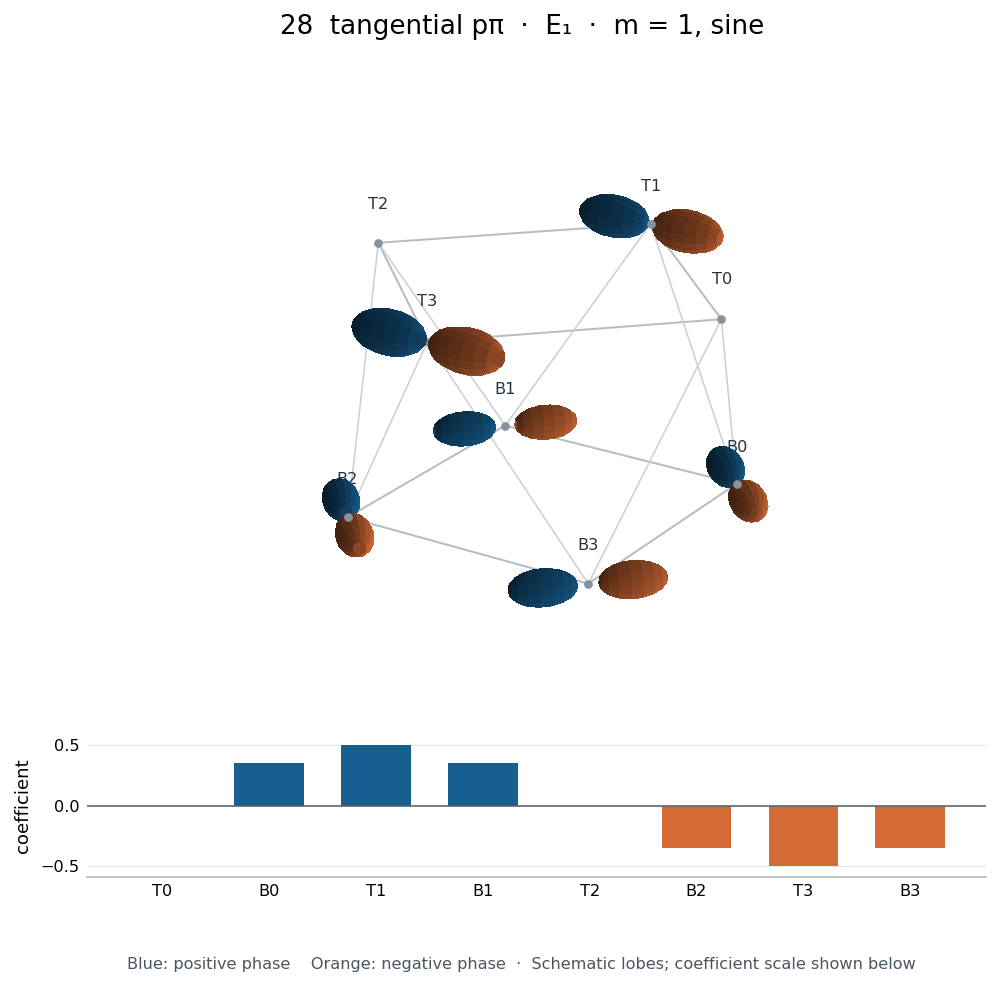 28 tangential pπ · E₁ · m = 1, sine
T1
T2
T0
T3
B1
B0
B2
B3
coefficient
0.5
0.0
−0.5
T0 B0 T1 B1 T2 B2 T3 B3
Blue: positive phase Orange: negative phase · Schematic lobes; coefficient scale shown below